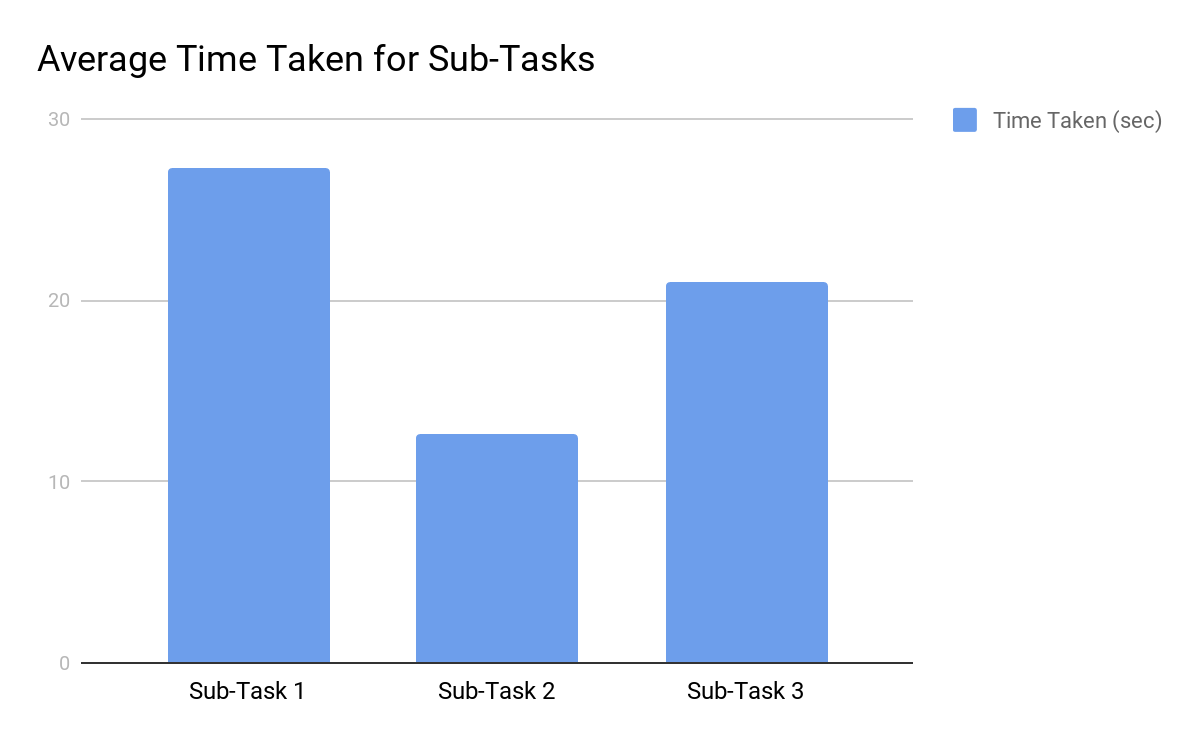 Average Time Taken for Sub-Tasks
30
Time Taken (sec)
20
10
0
Sub-Task 1
Sub-Task 2
Sub-Task 3